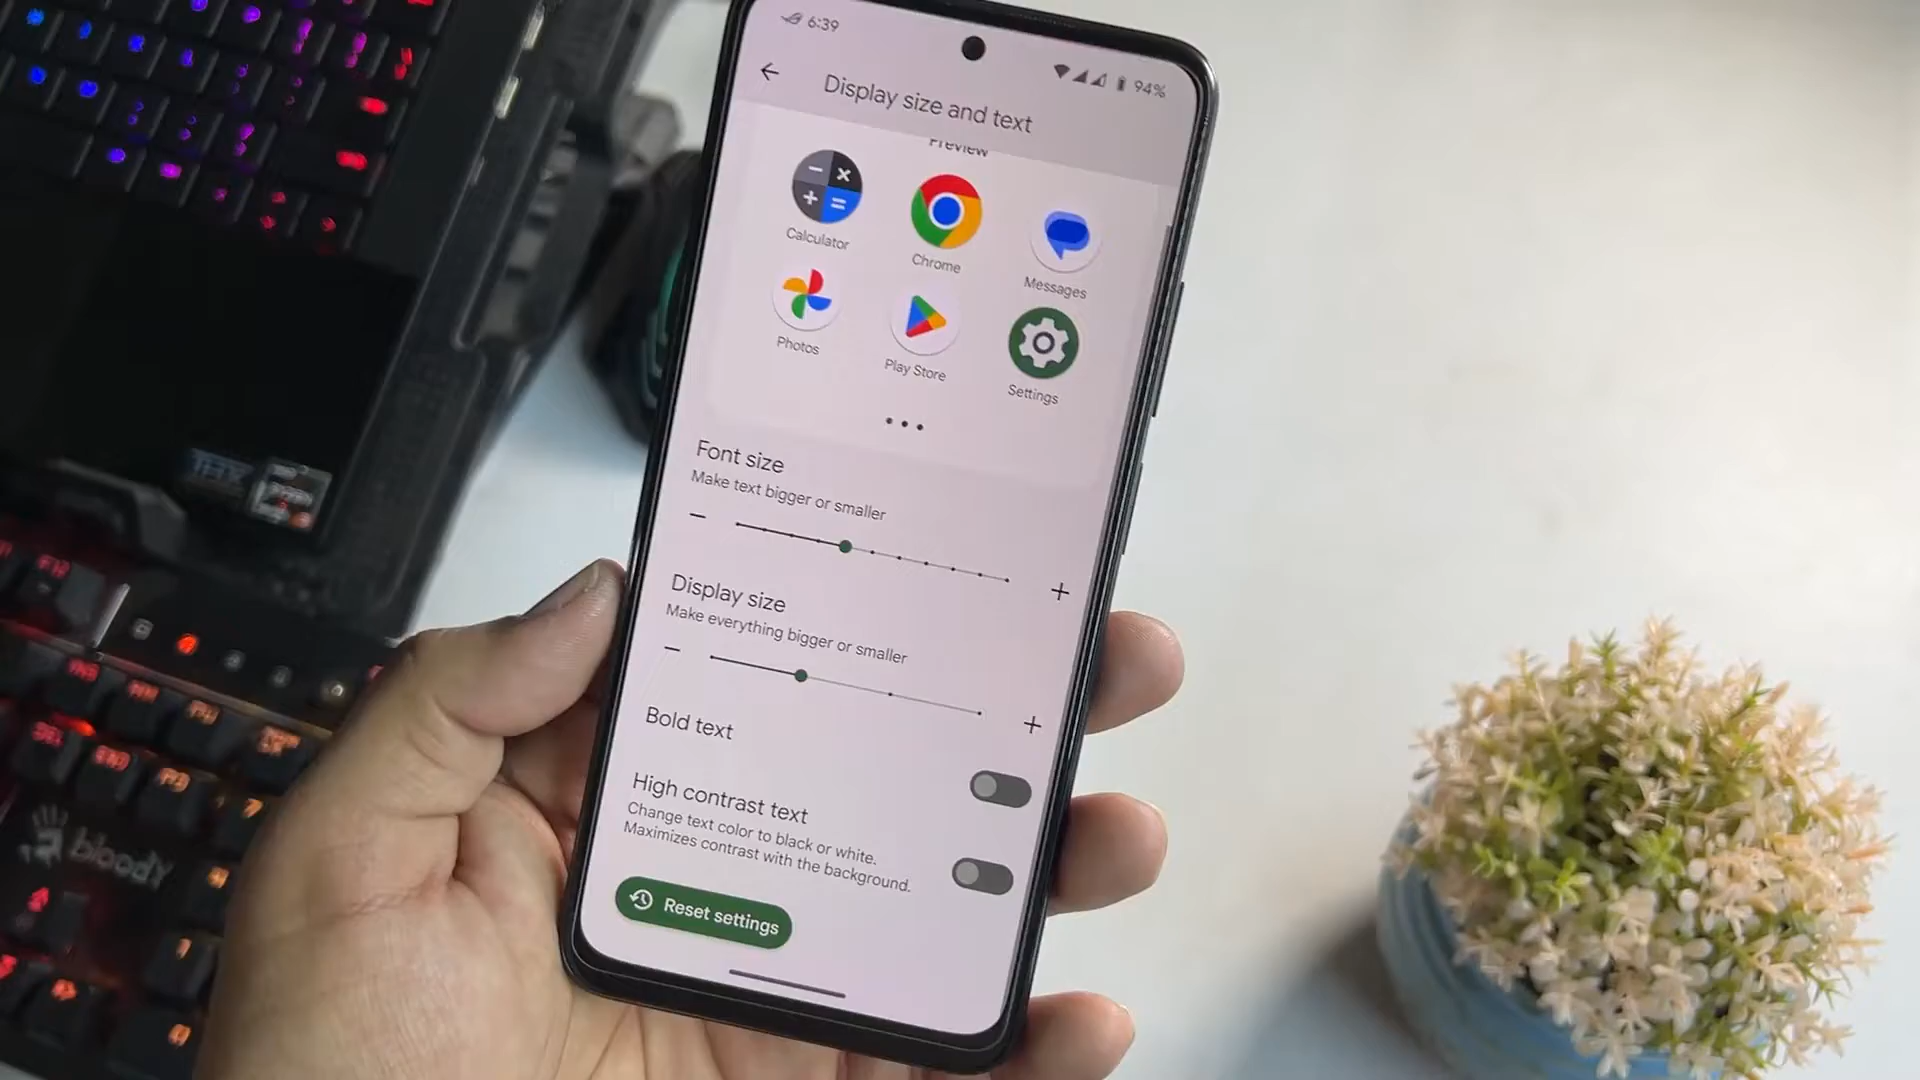 6:39
94%
Display size and text
Preview
Calculator
Chrome
Messages
Photos
Play Store
Settings
Font size
Make text bigger or smaller
Display size
Make everything bigger or smaller
Bold text
High contrast text
Change text color to black or white.
Maximizes contrast with the background.
Reset settings
bloody
F12